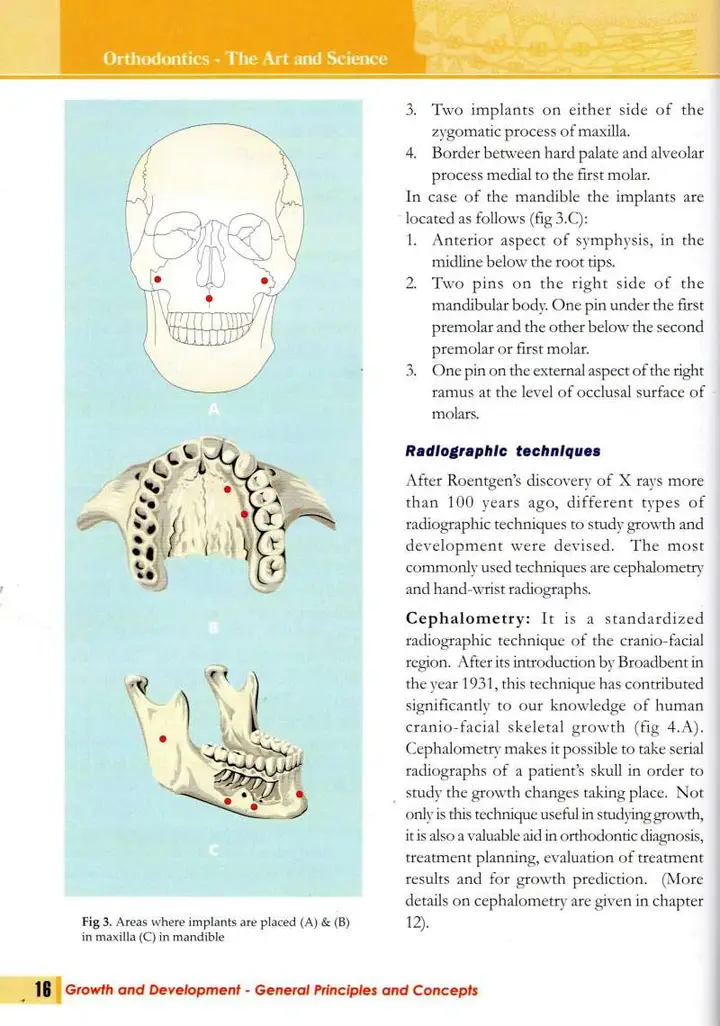 Orthodontics - The Art and Science
A
B
C
Fig 3. Areas where implants are placed (A) & (B)
in maxilla (C) in mandible
3. Two implants on either side of the
zygomatic process of maxilla.
4. Border between hard palate and alveolar
process medial to the first molar.
In case of the mandible the implants are
located as follows (fig 3.C):
1. Anterior aspect of symphysis, in the
midline below the root tips.
2. Two pins on the right side of the
mandibular body. One pin under the first
premolar and the other below the second
premolar or first molar.
3. One pin on the external aspect of the right
ramus at the level of occlusal surface of
molars.
Radiographic techniques
After Roentgen's discovery of X rays more
than 100 years ago, different types of
radiographic techniques to study growth and
development were devised. The most
commonly used techniques are cephalometry
and hand-wrist radiographs.
Cephalometry: It is a standardized
radiographic technique of the cranio-facial
region. After its introduction by Broadbent in
the year 1931, this technique has contributed
significantly to our knowledge of human
cranio-facial skeletal growth (fig 4.A).
Cephalometry makes it possible to take serial
radiographs of a patient's skull in order to
study the growth changes taking place. Not
only is this technique useful in studying growth,
it is also a valuable aid in orthodontic diagnosis,
treatment planning, evaluation of treatment
results and for growth prediction. (More
details on cephalometry are given in chapter
12).
16 Growth and Development - General Principles and Concepts